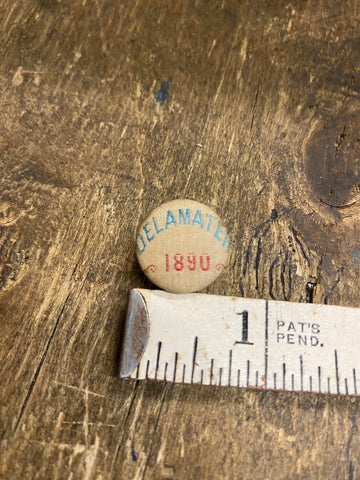 DELAMATER
1890
1 PAT'S
PEND.